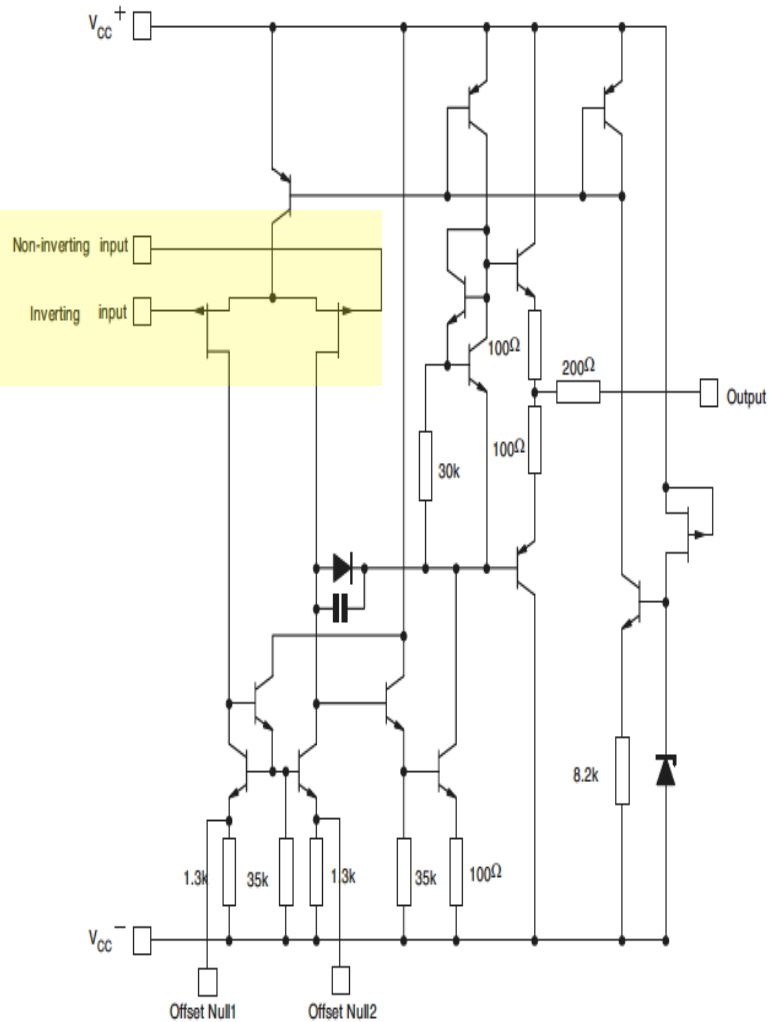 VCC+
Non-inverting input
Inverting input
100Ω
200Ω
Output
100Ω
30k
8.2k
1.3k
35k
1.3k
35k
100Ω
VCC−
Offset Null1
Offset Null2